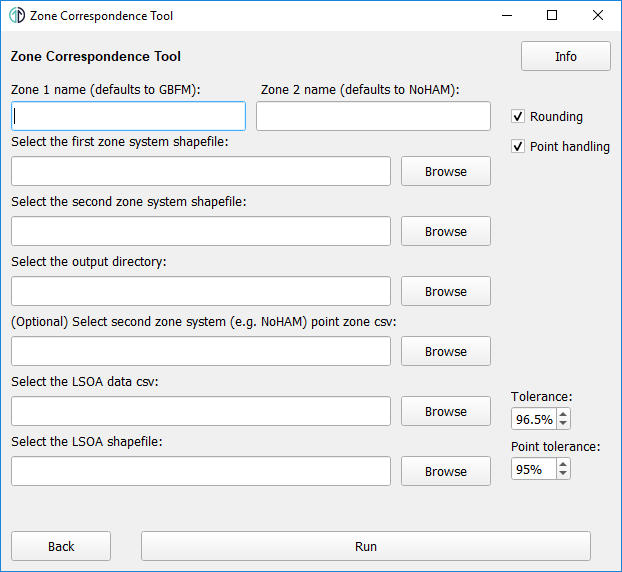 Zone Correspondence Tool
Zone Correspondence Tool
Info
Zone 1 name (defaults to GBFM):
Zone 2 name (defaults to NoHAM):
Rounding
Select the first zone system shapefile:
Point handling
Browse
Select the second zone system shapefile:
Browse
Select the output directory:
Browse
(Optional) Select second zone system (e.g. NoHAM) point zone csv:
Browse
Select the LSOA data csv:
Browse
Tolerance:
96.5%
Select the LSOA shapefile:
Browse
Point tolerance:
95%
Back
Run